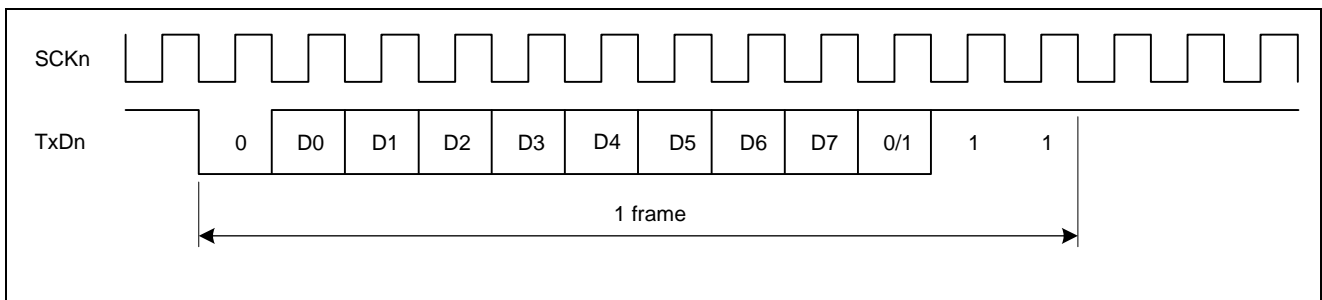 SCKn
TxDn
0 D0 D1 D2 D3 D4 D5 D6 D7 0/1 1 1
1 frame